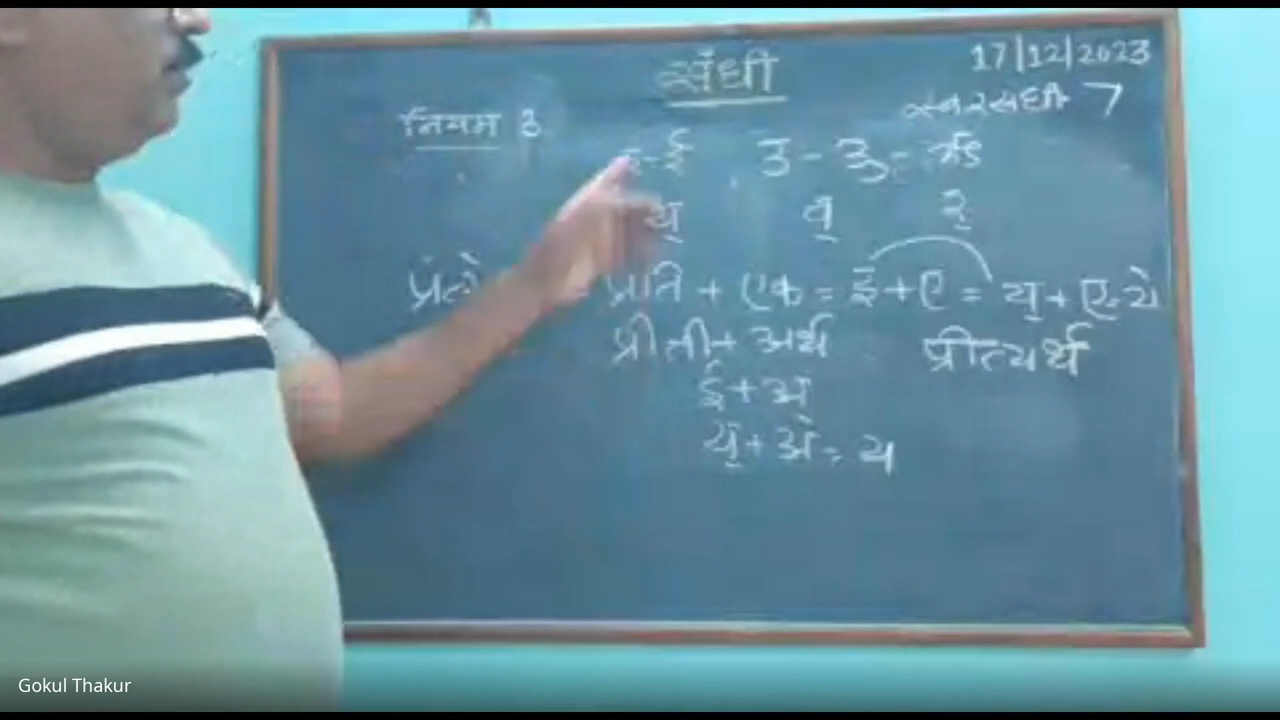 संधी
17/12/2023
स्वरसंधी 7
नियम 3
इ-ई उ-ऊ= ऋ
य् व् र्
प्रति + एक = इ+ए = य्+ए=ये
प्रीती+ अर्थ प्रीत्यर्थ
ई+अ
य्+अ = य
Gokul Thakur